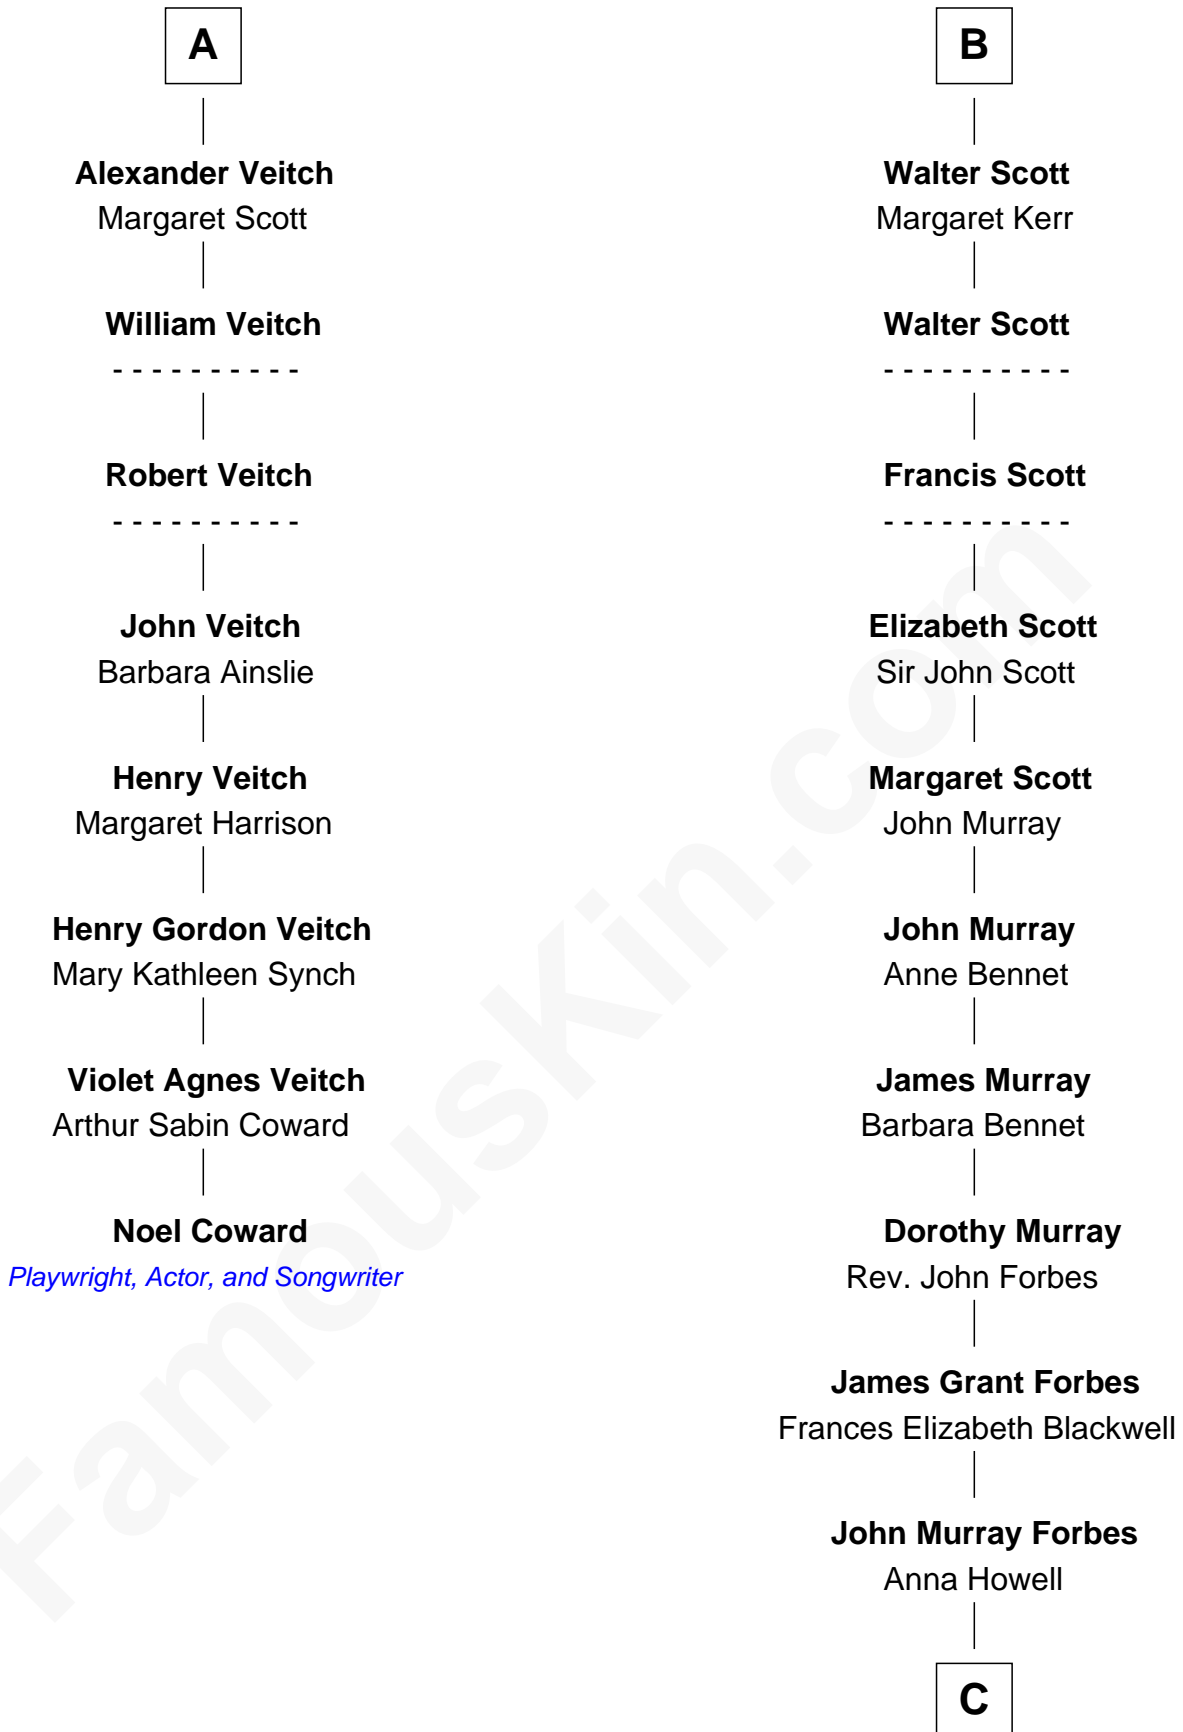 A
Alexander Veitch
Margaret Scott
William Veitch
- - - - - - - - - -
Robert Veitch
- - - - - - - - - -
John Veitch
Barbara Ainslie
Henry Veitch
Margaret Harrison
Henry Gordon Veitch
Mary Kathleen Synch
Violet Agnes Veitch
Arthur Sabin Coward
Noel Coward
Playwright, Actor, and Songwriter
B
Walter Scott
Margaret Kerr
Walter Scott
- - - - - - - - - -
Francis Scott
- - - - - - - - - -
Elizabeth Scott
Sir John Scott
Margaret Scott
John Murray
John Murray
Anne Bennet
James Murray
Barbara Bennet
Dorothy Murray
Rev. John Forbes
James Grant Forbes
Frances Elizabeth Blackwell
John Murray Forbes
Anna Howell
C
FamousKin.com